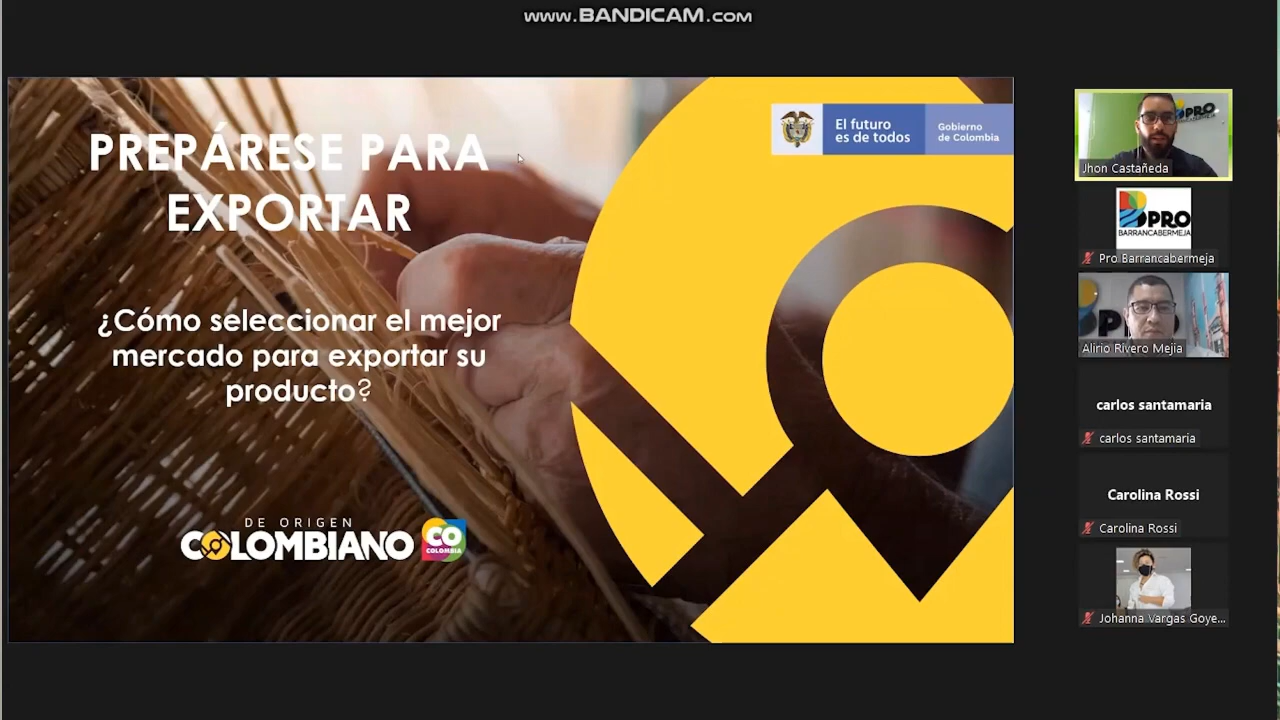 www.BANDICAM.com
PREPÁRESE PARA
EXPORTAR
¿Cómo seleccionar el mejor
mercado para exportar su
producto?
DE ORIGEN
COLOMBIANO
CO
COLOMBIA
El futuro
es de todos
Gobierno
de Colombia
PRO
Jhon Castañeda
PRO
BARRANCABERMEJA
Pro Barrancabermeja
Alirio Rivero Mejia
carlos santamaria
carlos santamaria
Carolina Rossi
Carolina Rossi
Johanna Vargas Goye...